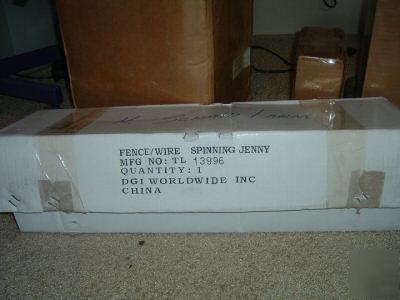 FENCE/WIRE SPINNING JENNY
MFG NO: TL 13996
QUANTITY: 1
DGI WORLDWIDE INC
CHINA